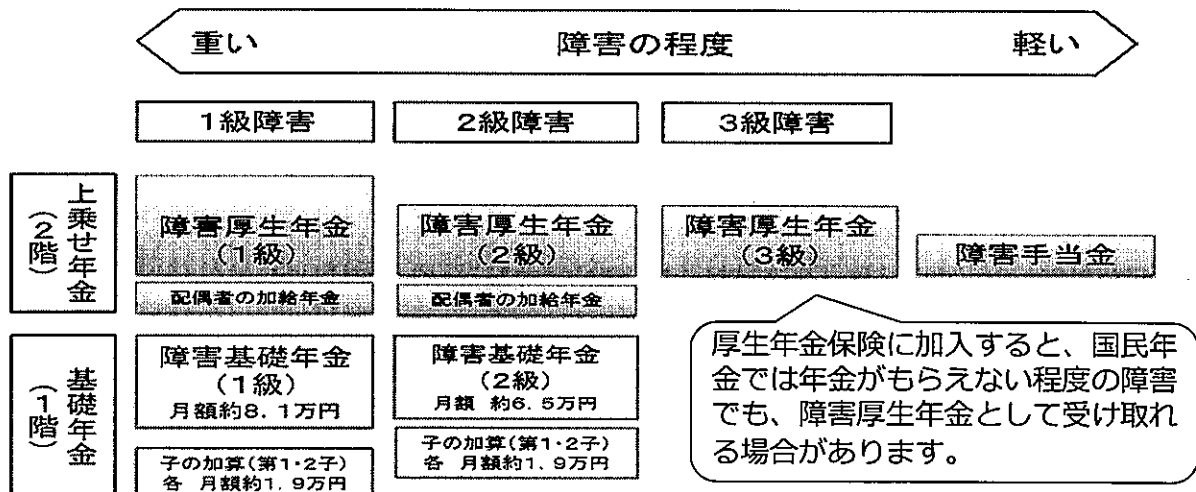 重い 障害の程度 軽い
1級障害 2級障害 3級障害
上乗せ年金
(2階)
障害厚生年金
(1級)
障害厚生年金
(2級)
障害厚生年金
(3級)
障害手当金
配偶者の加給年金
配偶者の加給年金
基礎年金
(1階)
障害基礎年金
(1級)
月額約8.1万円
障害基礎年金
(2級)
月額 約6.5万円
子の加算(第1・2子)
各 月額約1.9万円
子の加算(第1・2子)
各 月額約1.9万円
厚生年金保険に加入すると、国民年
金では年金がもらえない程度の障害
でも、障害厚生年金として受け取れ
る場合があります。